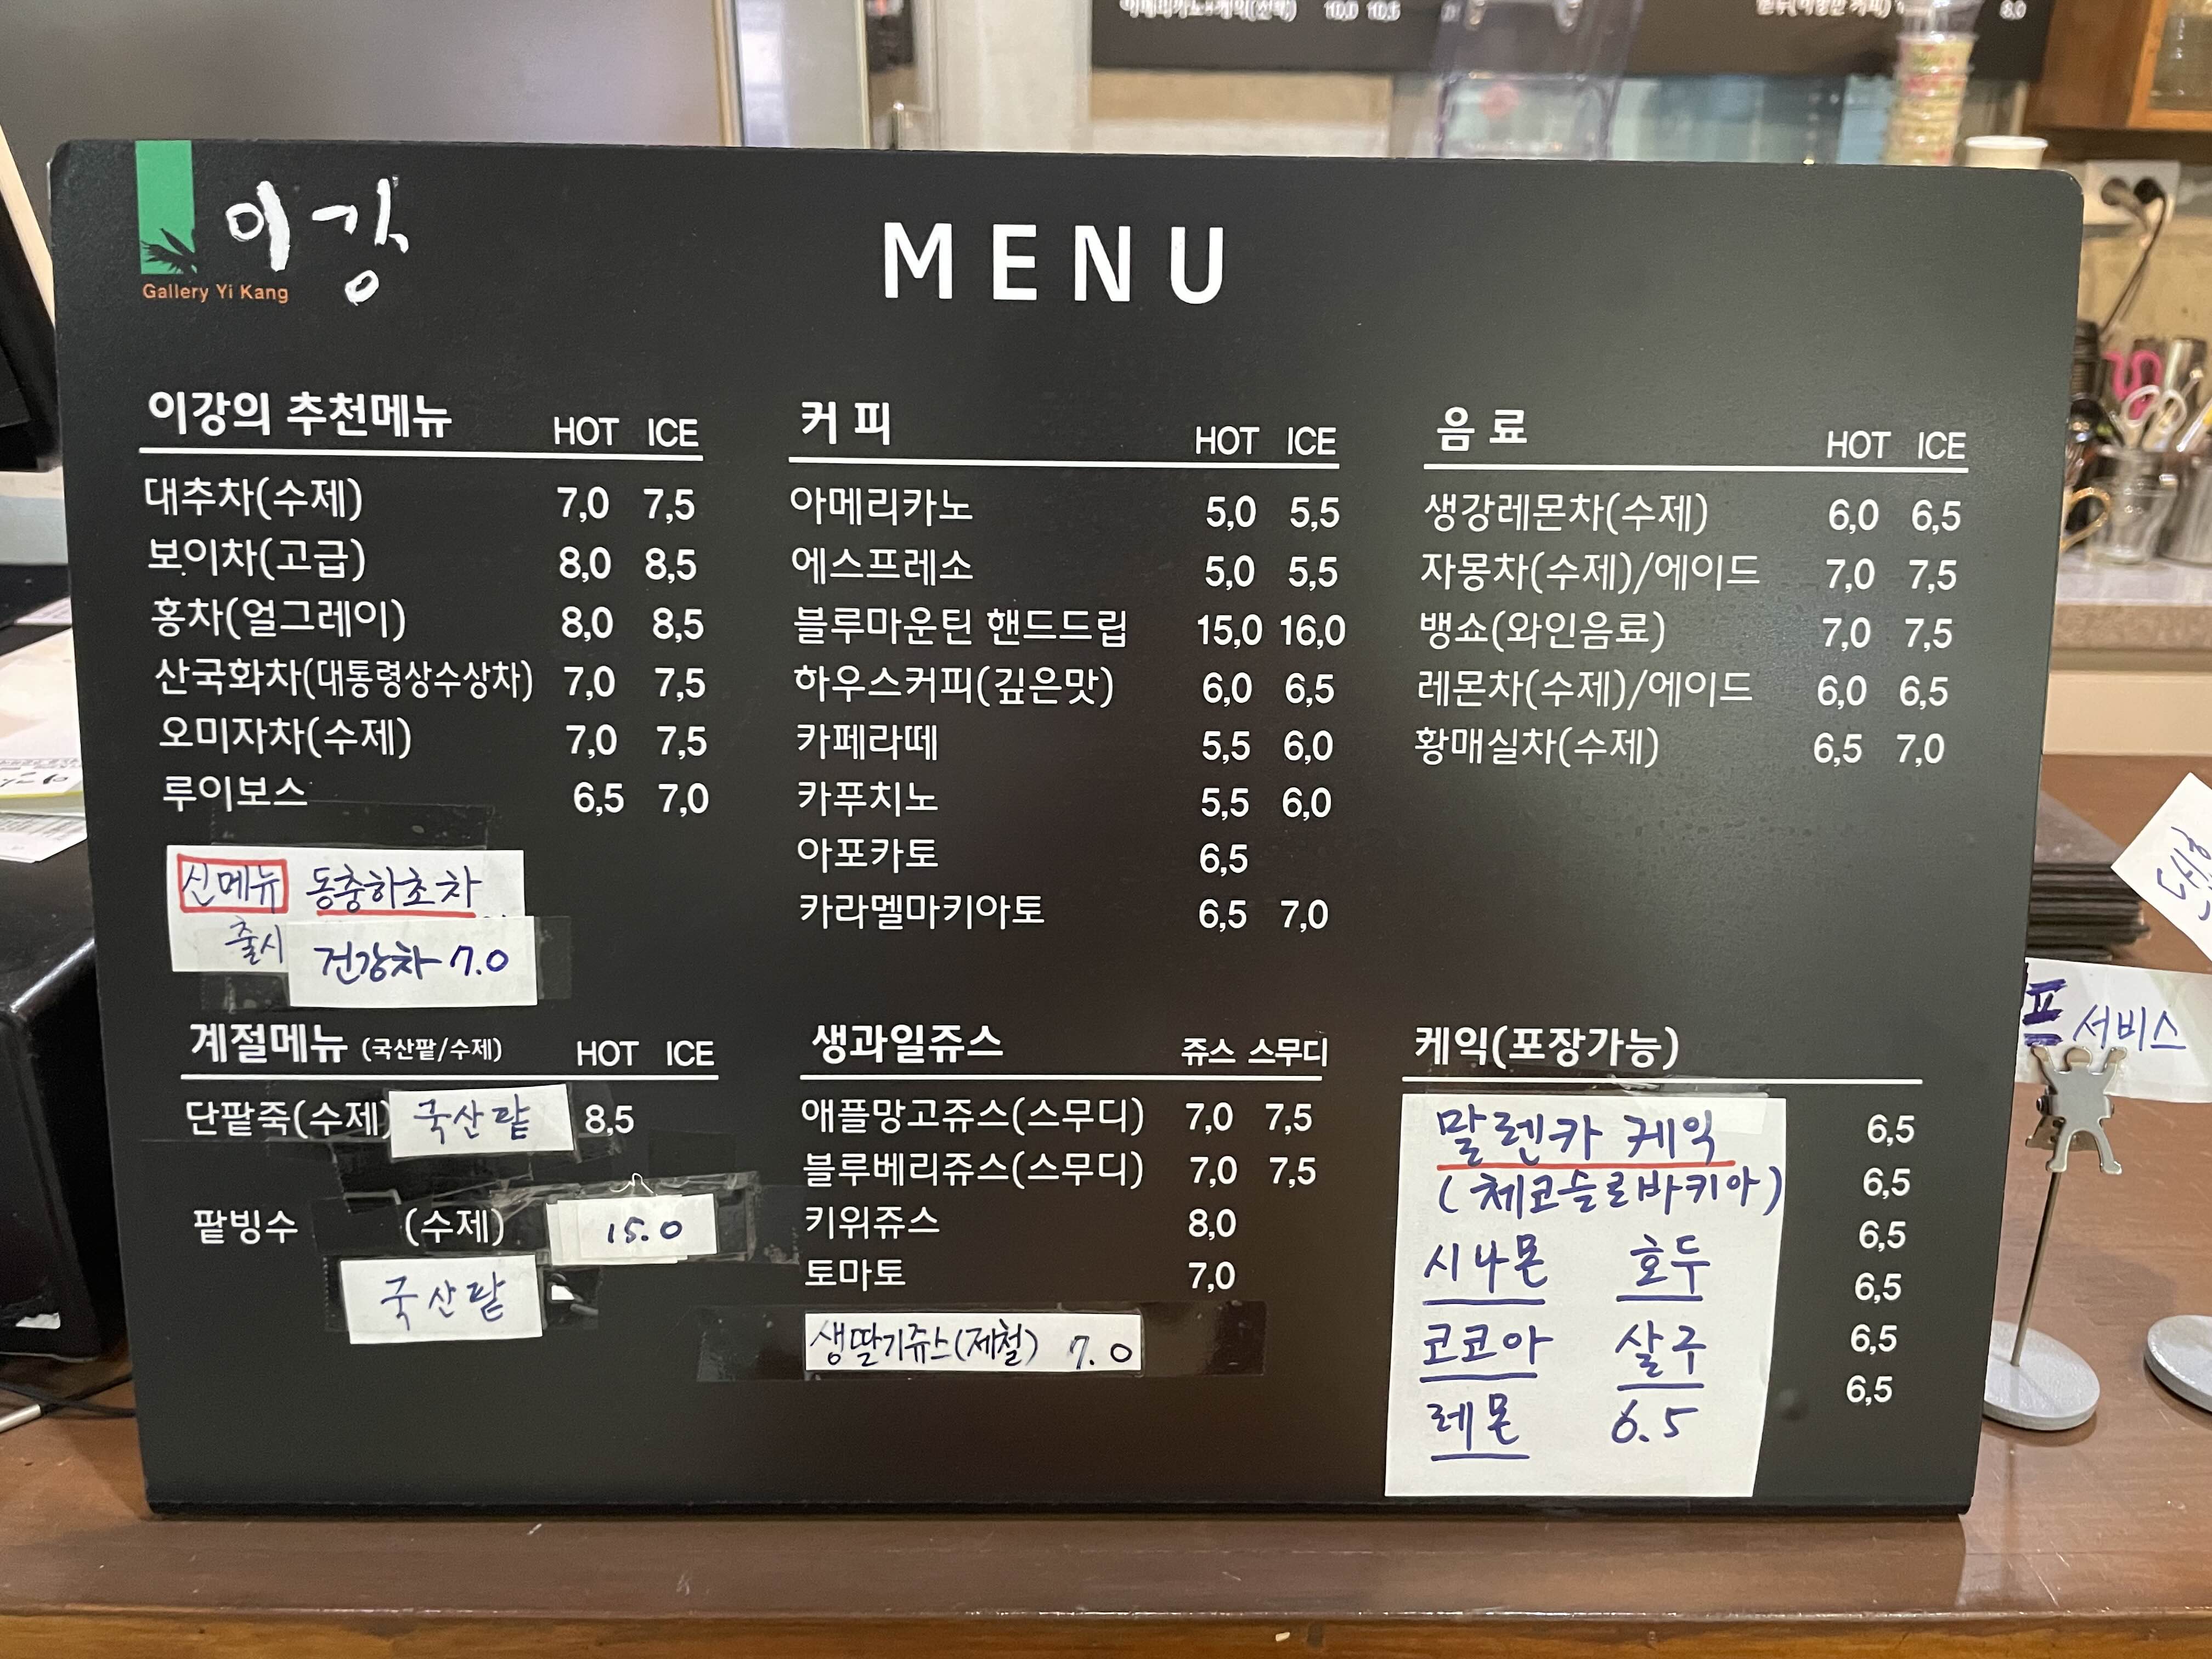 이강
Gallery Yi Kang
MENU
이강의 추천메뉴 HOT ICE
대추차(수제) 7,0 7,5
보이차(고급) 8,0 8,5
홍차(얼그레이) 8,0 8,5
산국화차(대통령상수상차) 7,0 7,5
오미자차(수제) 7,0 7,5
루이보스 6,5 7,0
신메뉴 동충하초차
출시 건강차 7.0
커피 HOT ICE
아메리카노 5,0 5,5
에스프레소 5,0 5,5
블루마운틴 핸드드립 15,0 16,0
하우스커피(깊은맛) 6,0 6,5
카페라떼 5,5 6,0
카푸치노 5,5 6,0
아포카토 6,5
카라멜마키아토 6,5 7,0
음료 HOT ICE
생강레몬차(수제) 6,0 6,5
자몽차(수제)/에이드 7,0 7,5
뱅쇼(와인음료) 7,0 7,5
레몬차(수제)/에이드 6,0 6,5
황매실차(수제) 6,5 7,0
계절메뉴 (국산팥/수제) HOT ICE
단팥죽(수제) 국산팥 8,5
팥빙수 (수제) 15.0
국산팥
생과일쥬스 쥬스 스무디
애플망고쥬스(스무디) 7,0 7,5
블루베리쥬스(스무디) 7,0 7,5
키위쥬스 8,0
토마토 7,0
생딸기쥬스(제철) 7.0
케익(포장가능)
말렌카 케익 6,5
(체코슬로바키아) 6,5
시나몬 호두 6,5
6,5
코코아 살구 6,5
레몬 6.5 6,5
서비스